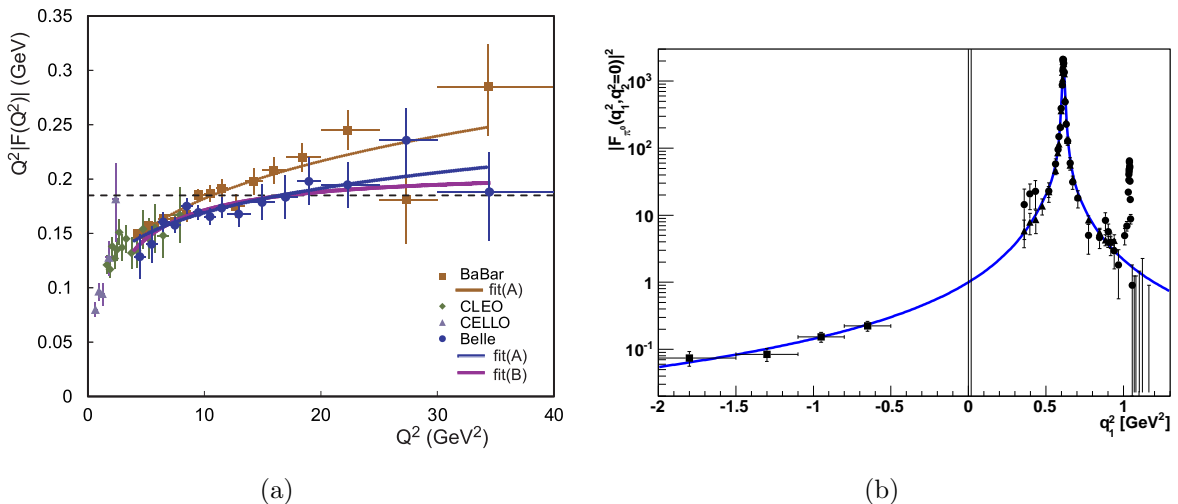 0.35
0.3
0.25
0.2
0.15
0.1
0.05
0
Q²|F(Q²)| (GeV)
BaBar
fit(A)
CLEO
CELLO
Belle
fit(A)
fit(B)
0 10 20 30 40
Q² (GeV²)
(a)
|F_π⁰(q₁²,q₂²=0)|²
10³
10²
10
1
10⁻¹
-2 -1.5 -1 -0.5 0 0.5 1
q₁² [GeV²]
(b)